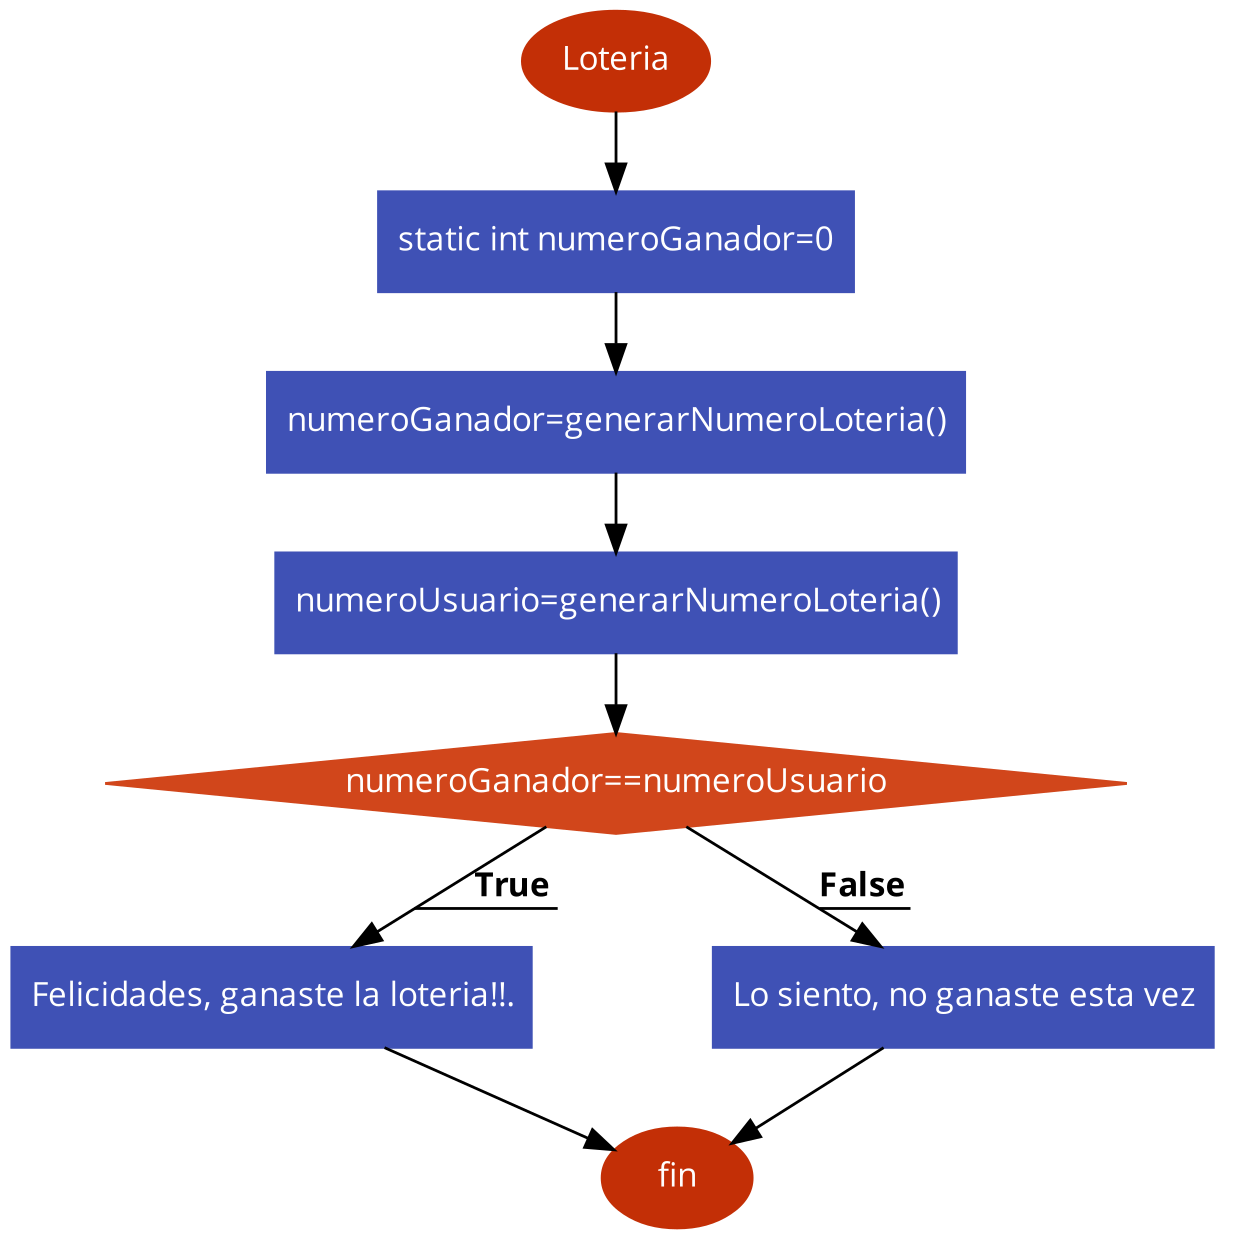 Loteria
static int numeroGanador=0
numeroGanador=generarNumeroLoteria()
numeroUsuario=generarNumeroLoteria()
numeroGanador==numeroUsuario
True
False
Felicidades, ganaste la loteria!!.
Lo siento, no ganaste esta vez
fin